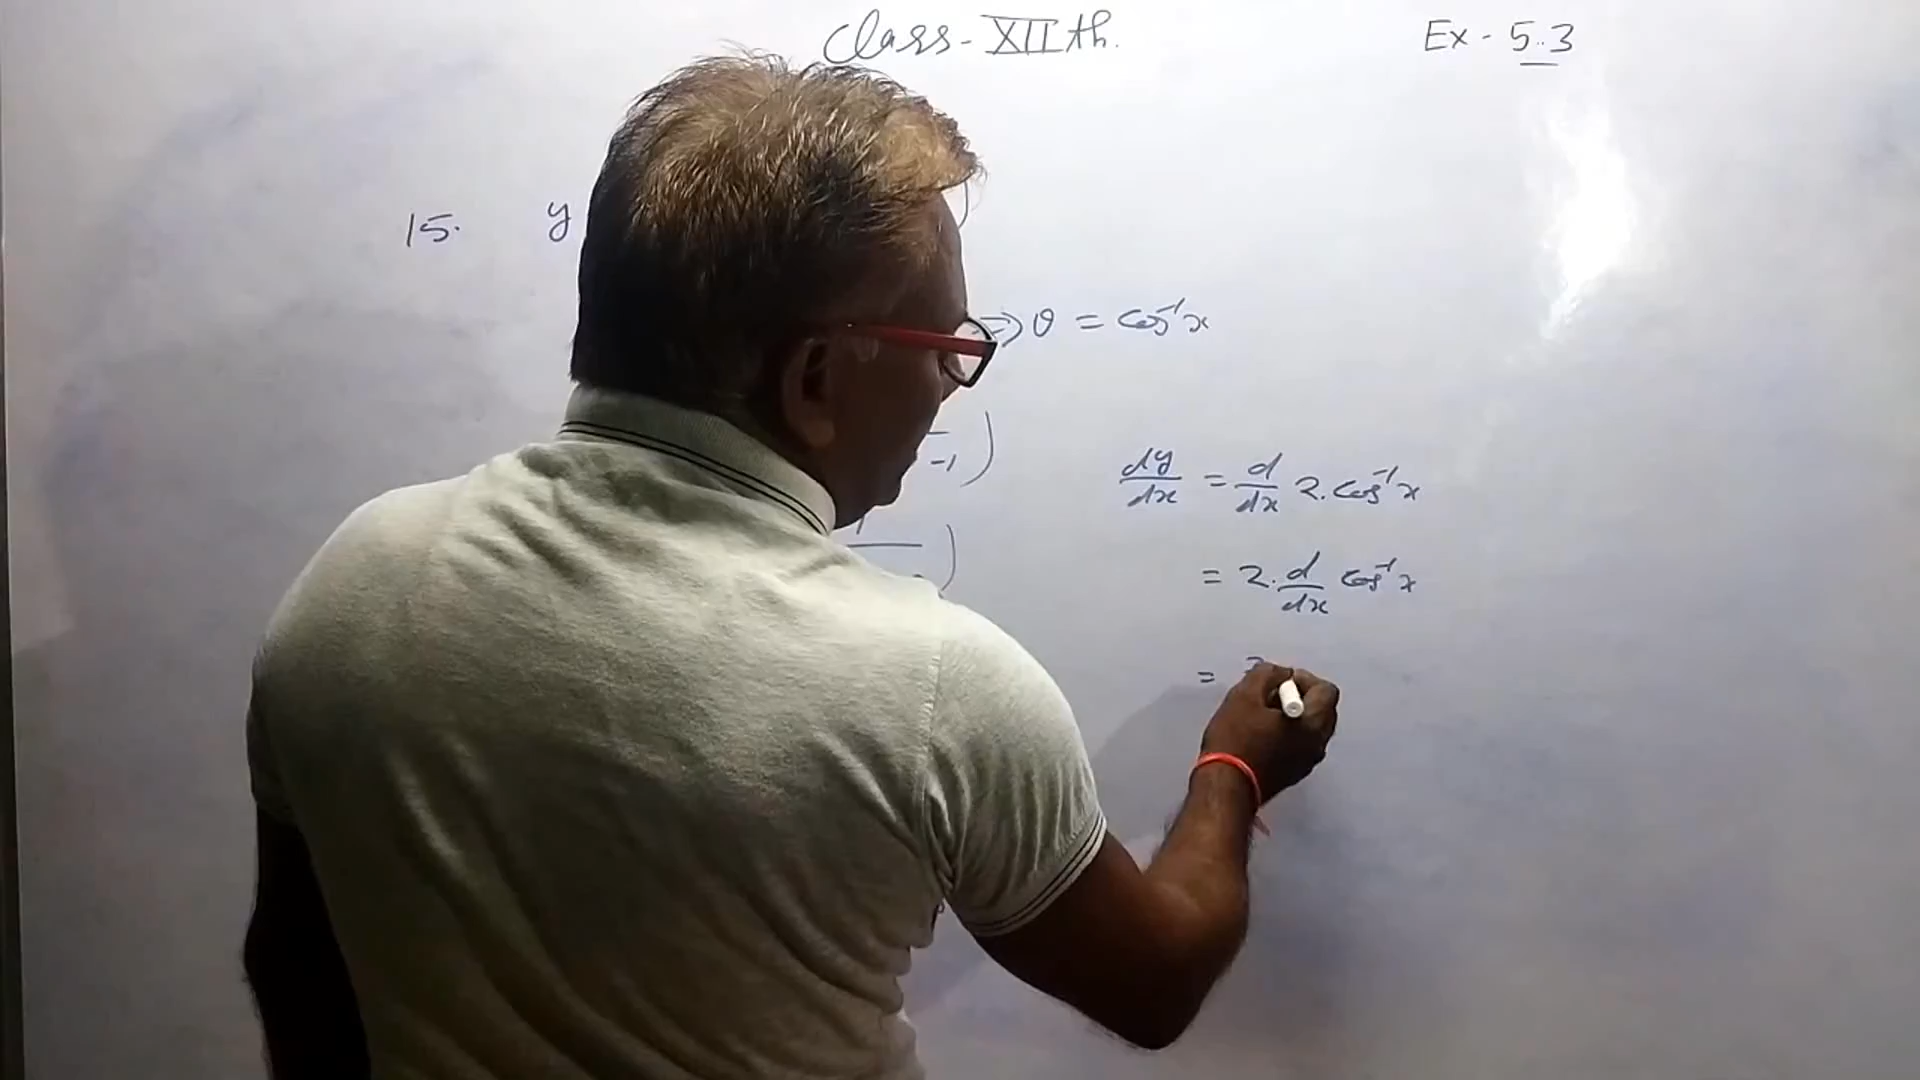 Class - XII th.
Ex - 5.3
15. y )
⇒ θ = cos⁻¹x
-1 )
)
dy/dx = d/dx 2.cos⁻¹x
= 2.d/dx cos⁻¹x
=